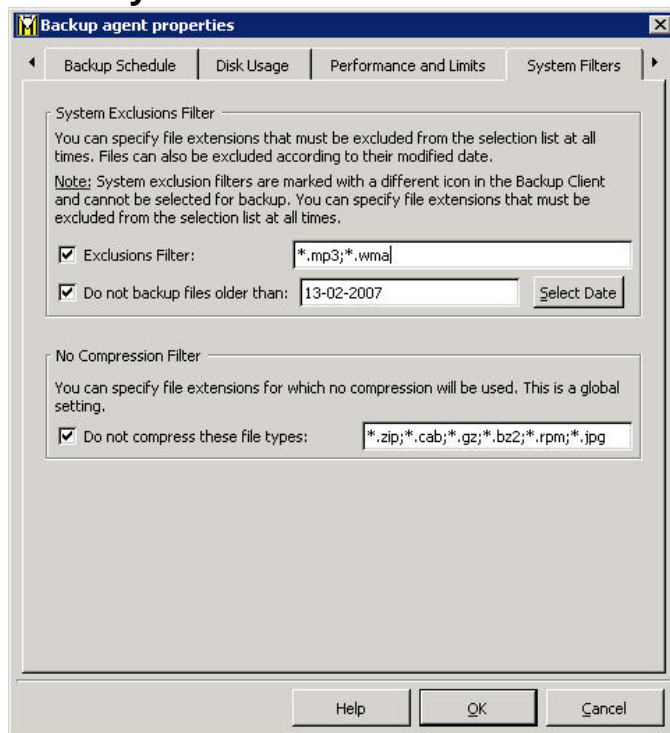 Backup agent properties
Backup Schedule Disk Usage Performance and Limits System Filters
System Exclusions Filter
You can specify file extensions that must be excluded from the selection list at all
times. Files can also be excluded according to their modified date.
Note: System exclusion filters are marked with a different icon in the Backup Client
and cannot be selected for backup. You can specify file extensions that must be
excluded from the selection list at all times.
Exclusions Filter: *.mp3;*.wma
Do not backup files older than: 13-02-2007 Select Date
No Compression Filter
You can specify file extensions for which no compression will be used. This is a global
setting.
Do not compress these file types: *.zip;*.cab;*.gz;*.bz2;*.rpm;*.jpg
Help OK Cancel